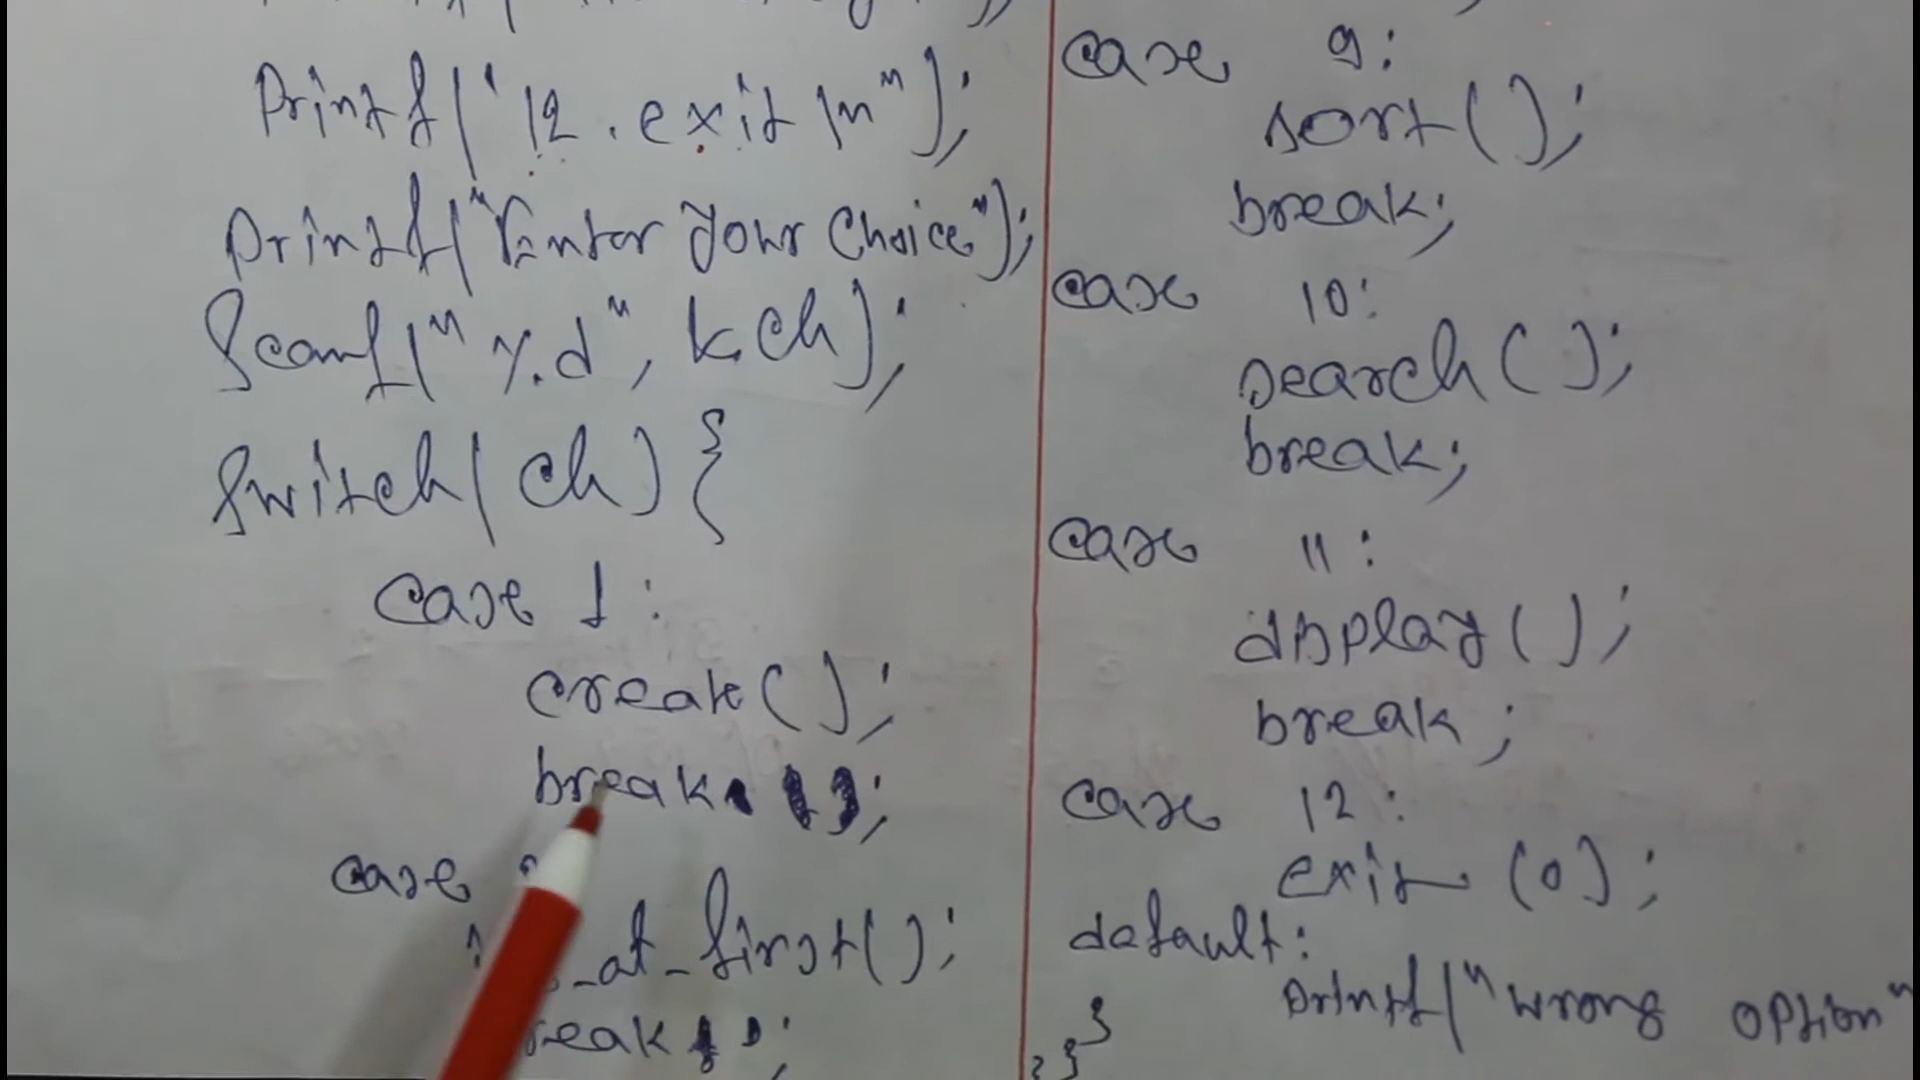 Printf("12.exit\n");
printf("Enter your choice");
Scanf("%d", &ch);
Switch(ch){
case 1:
create();
break;
case
_at_first();
break;
case 9:
sort();
break;
case 10:
search();
break;
case 11:
display();
break;
case 12:
exit(0);
default:
printf("wrong option"
}
}